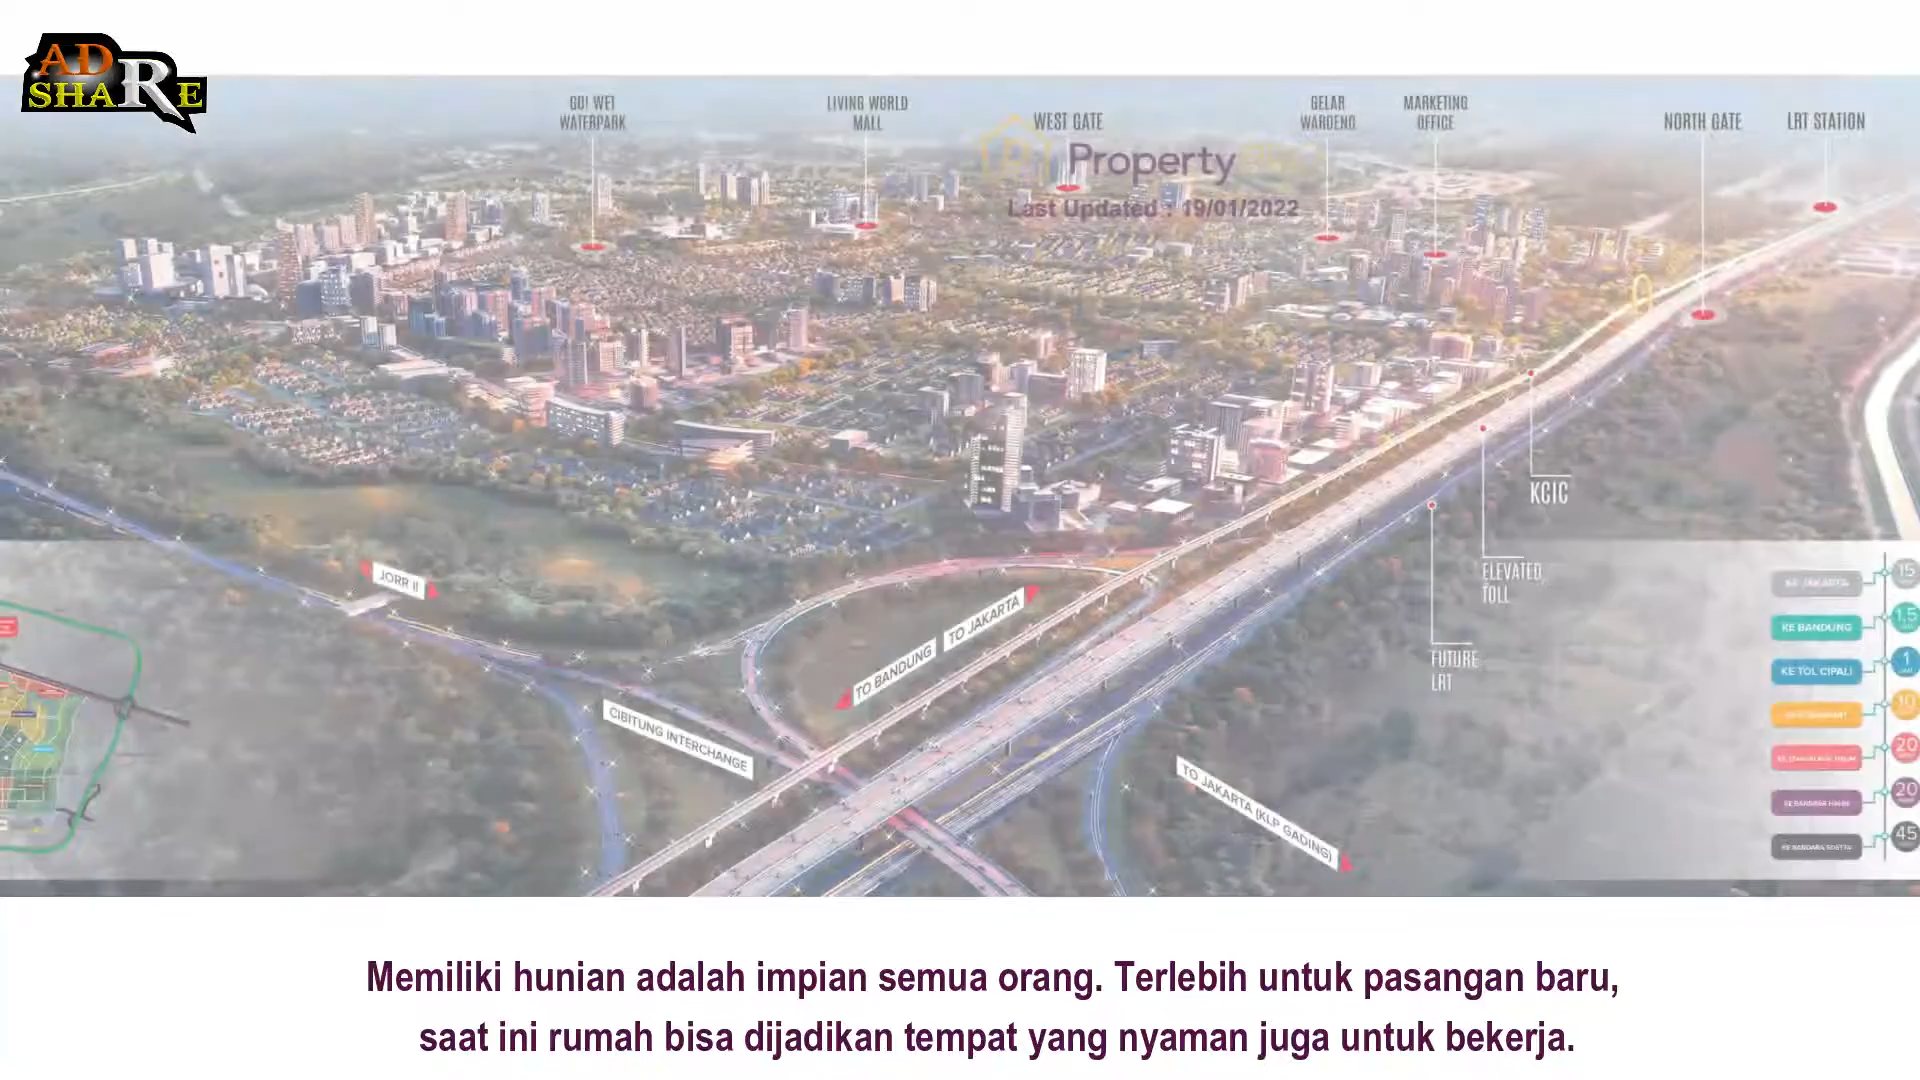 AD
SHARE
GO! WET
WATERPARK
LIVING WORLD
MALL
WEST GATE
GELAR
WAROENG
MARKETING
OFFICE
NORTH GATE
LRT STATION
Property
Last Updated : 19/01/2022
KCIC
ELEVATED
TOLL
FUTURE
LRT
JORR II
TO BANDUNG
TO JAKARTA
CIBITUNG INTERCHANGE
TO JAKARTA (KLP GADING)
KE JAKARTA
15
KE BANDUNG
1,5
KE TOL CIPALI
1
10
20
20
45
Memiliki hunian adalah impian semua orang. Terlebih untuk pasangan baru,
saat ini rumah bisa dijadikan tempat yang nyaman juga untuk bekerja.